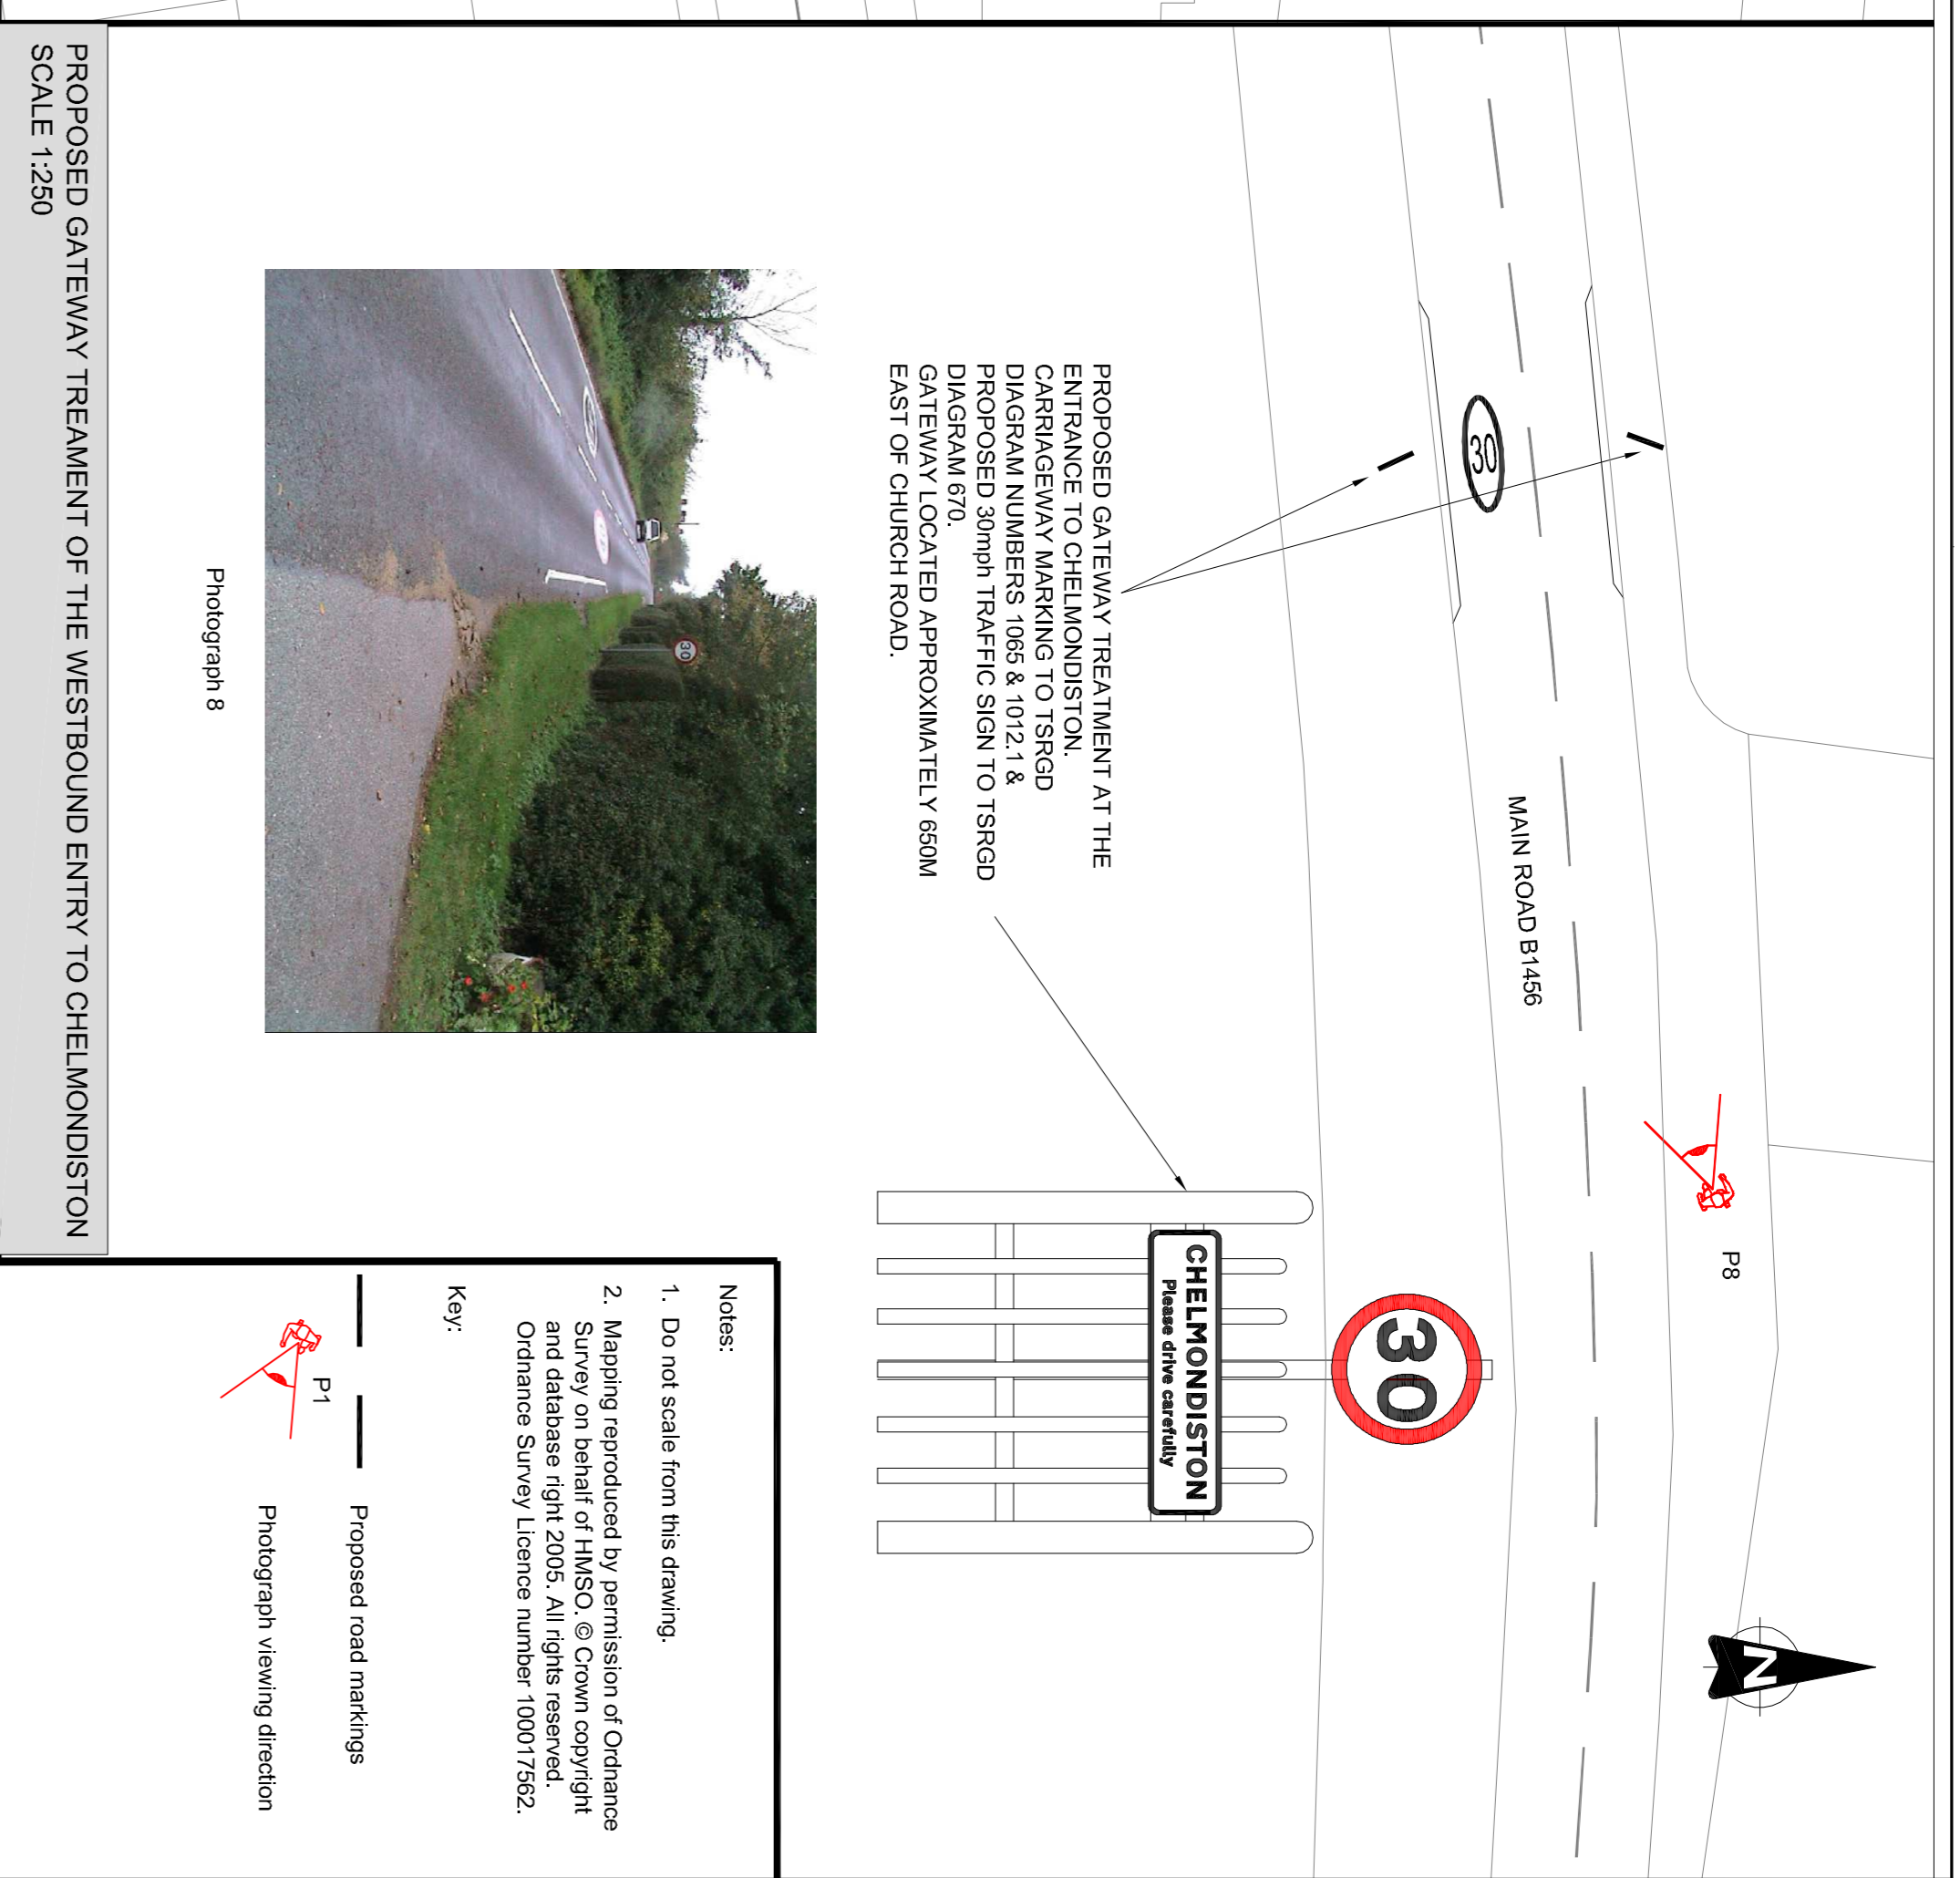 MAIN ROAD B1456
P8
N
30
PROPOSED GATEWAY TREATMENT AT THE
ENTRANCE TO CHELMONDISTON.
CARRIAGEWAY MARKING TO TSRGD
DIAGRAM NUMBERS 1065 & 1012.1 &
PROPOSED 30mph TRAFFIC SIGN TO TSRGD
DIAGRAM 670.
GATEWAY LOCATED APPROXIMATELY 650M
EAST OF CHURCH ROAD.
30
CHELMONDISTON
Please drive carefully
30
Photograph 8
Notes:
1. Do not scale from this drawing.
2. Mapping reproduced by permission of Ordnance
Survey on behalf of HMSO. © Crown copyright
and database right 2005. All rights reserved.
Ordnance Survey Licence number 100017562.
Key:
Proposed road markings
P1
Photograph viewing direction
PROPOSED GATEWAY TREAMENT OF THE WESTBOUND ENTRY TO CHELMONDISTON
SCALE 1:250